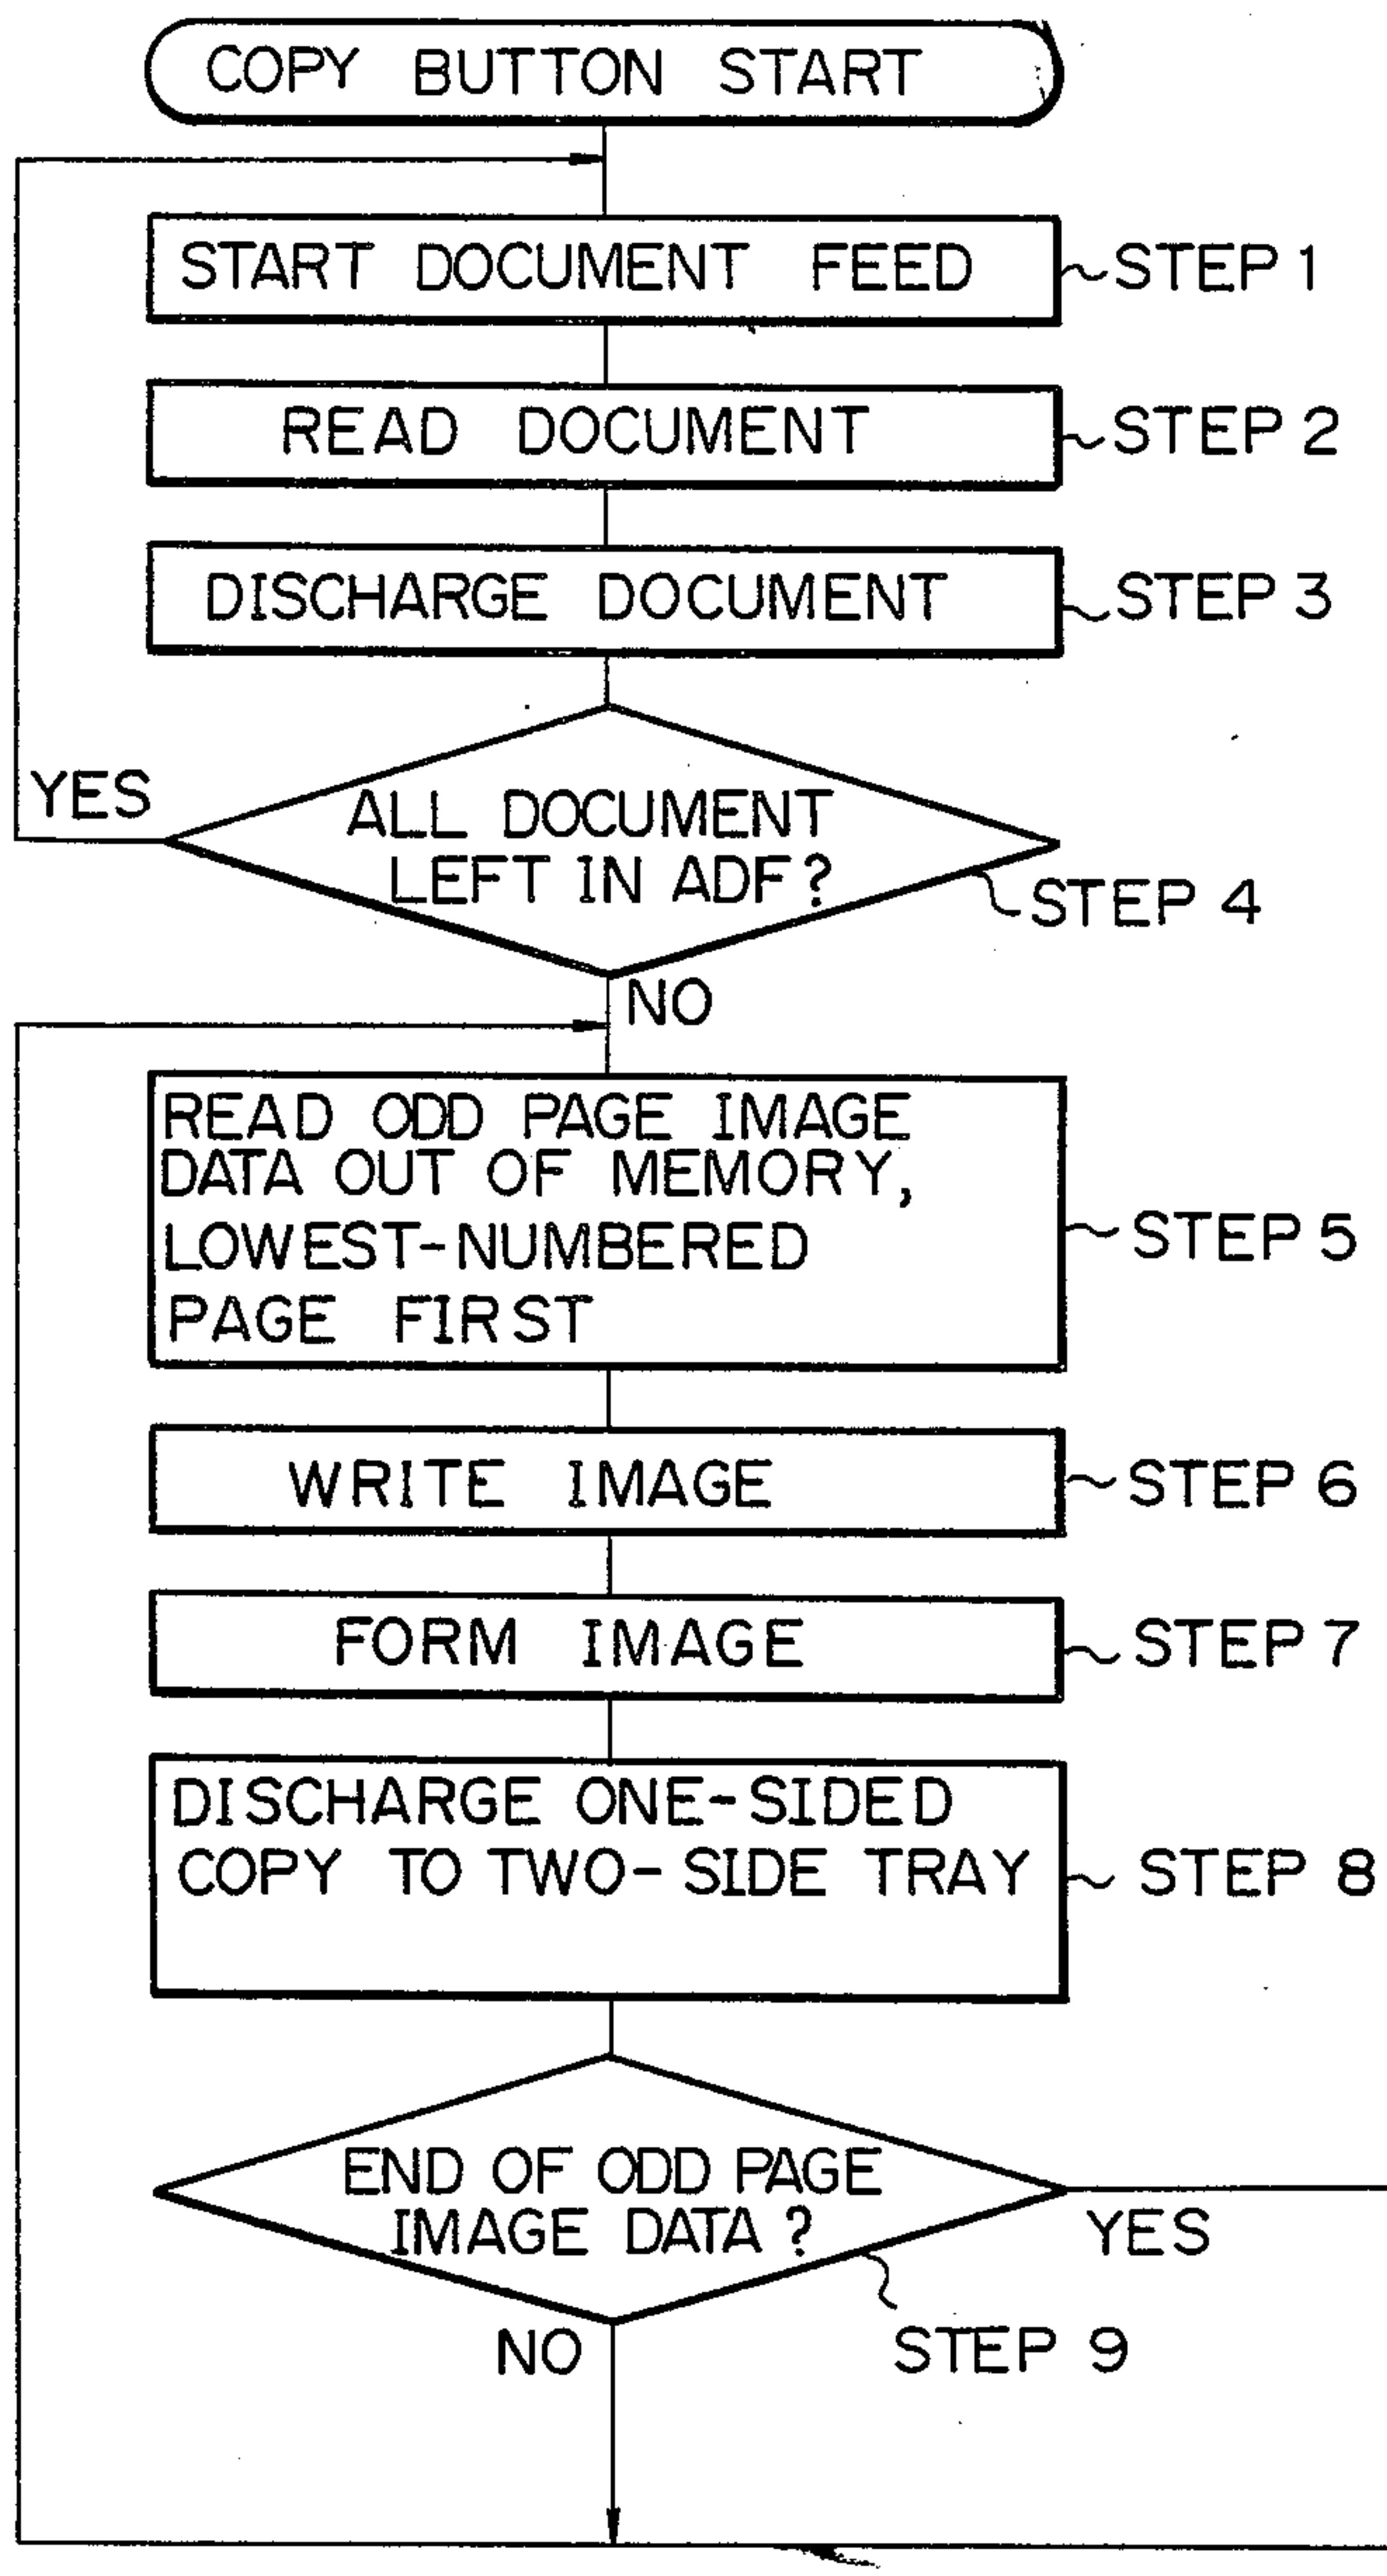 COPY BUTTON START
START DOCUMENT FEED
STEP 1
READ DOCUMENT
STEP 2
DISCHARGE DOCUMENT
STEP 3
YES
ALL DOCUMENT
LEFT IN ADF?
STEP 4
NO
READ ODD PAGE IMAGE
DATA OUT OF MEMORY,
LOWEST-NUMBERED
PAGE FIRST
STEP 5
WRITE IMAGE
STEP 6
FORM IMAGE
STEP 7
DISCHARGE ONE-SIDED
COPY TO TWO-SIDE TRAY
STEP 8
END OF ODD PAGE
IMAGE DATA?
YES
STEP 9
NO